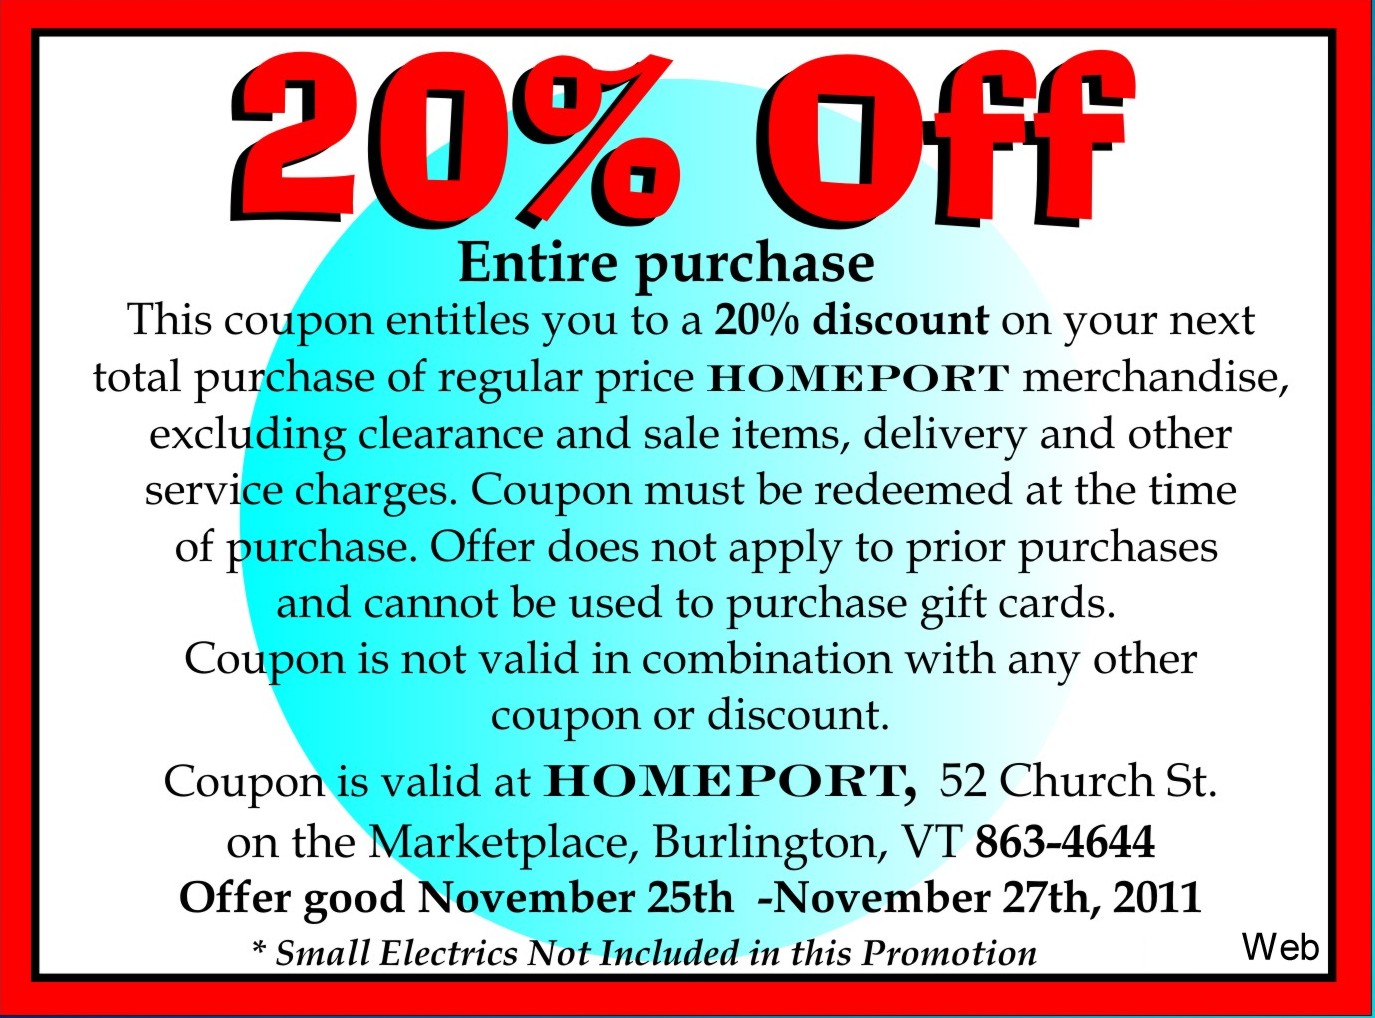 20% Off
Entire purchase
This coupon entitles you to a 20% discount on your next
total purchase of regular price HOMEPORT merchandise,
excluding clearance and sale items, delivery and other
service charges. Coupon must be redeemed at the time
of purchase. Offer does not apply to prior purchases
and cannot be used to purchase gift cards.
Coupon is not valid in combination with any other
coupon or discount.
Coupon is valid at HOMEPORT, 52 Church St.
on the Marketplace, Burlington, VT 863-4644
Offer good November 25th -November 27th, 2011
* Small Electrics Not Included in this Promotion
Web